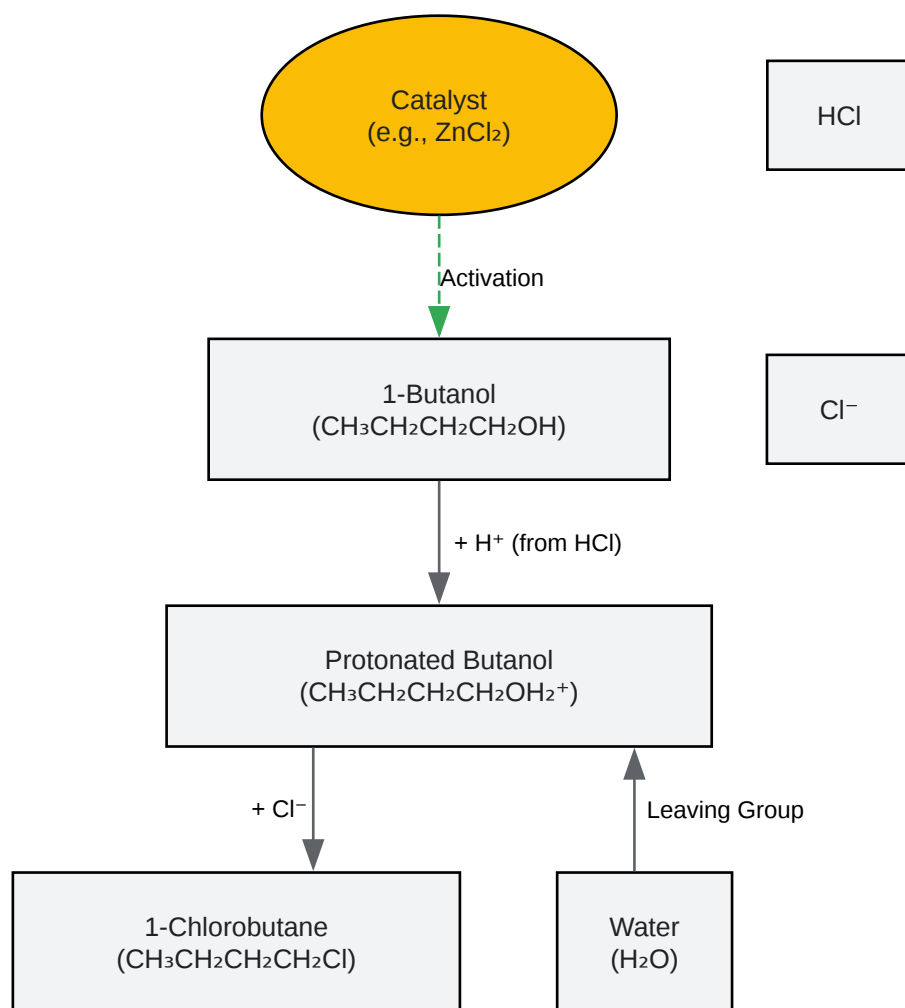 Catalyst
(e.g., ZnCl₂)
HCl
Activation
1-Butanol
(CH₃CH₂CH₂CH₂OH)
Cl⁻
+ H⁺ (from HCl)
Protonated Butanol
(CH₃CH₂CH₂CH₂OH₂⁺)
+ Cl⁻
Leaving Group
1-Chlorobutane
(CH₃CH₂CH₂CH₂Cl)
Water
(H₂O)